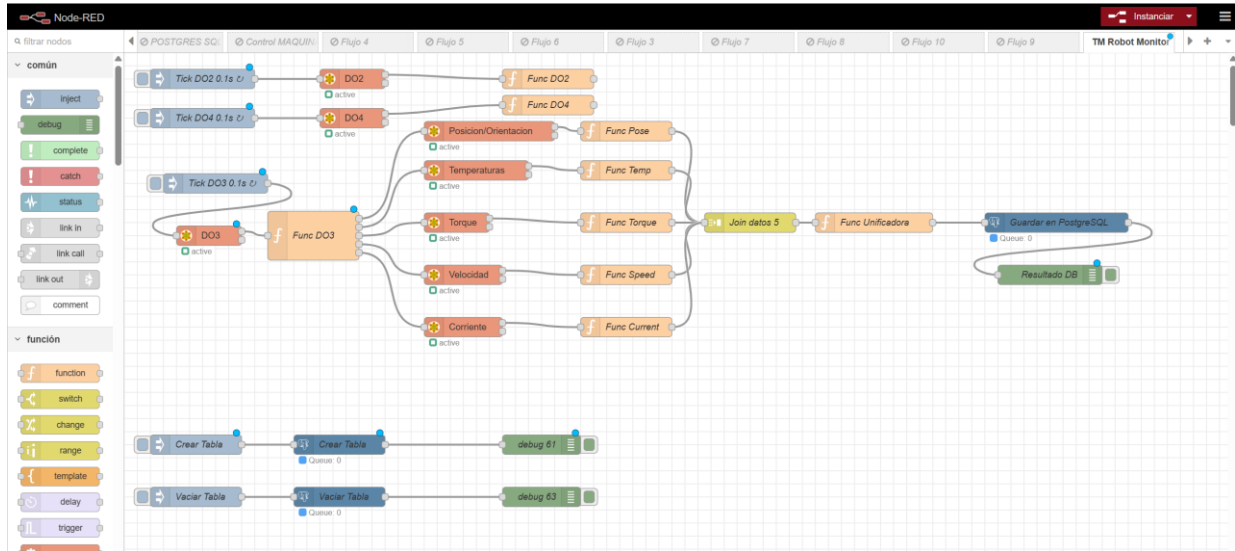 Node-RED
Instanciar
filtrar nodos
POSTGRES SQ
Control MAQUIN
Flujo 4
Flujo 5
Flujo 6
Flujo 3
Flujo 7
Flujo 8
Flujo 10
Flujo 9
TM Robot Monitor
común
inject
debug
complete
catch
status
link in
link call
link out
comment
función
function
switch
change
range
template
delay
trigger
Tick DO2 0.1s ↻
DO2
active
Func DO2
Tick DO4 0.1s ↻
DO4
active
Func DO4
Posicion/Orientacion
active
Func Pose
Temperaturas
active
Func Temp
Tick DO3 0.1s ↻
DO3
active
Func DO3
Torque
active
Func Torque
Join datos 5
Func Unificadora
Guardar en PostgreSQL
Queue: 0
Velocidad
active
Func Speed
Resultado DB
Corriente
active
Func Current
Crear Tabla
Crear Tabla
Queue: 0
debug 61
Vaciar Tabla
Vaciar Tabla
Queue: 0
debug 63